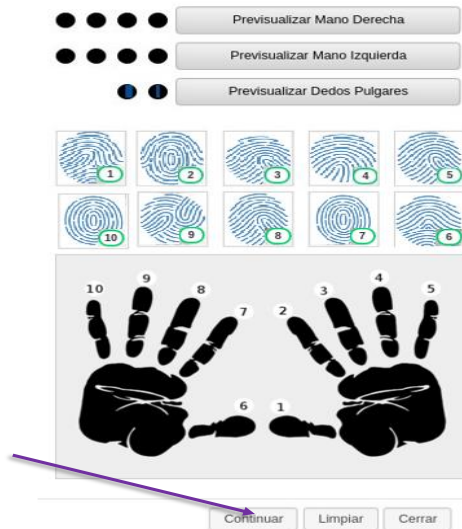 Previsualizar Mano Derecha
Previsualizar Mano Izquierda
Previsualizar Dedos Pulgares
1 2 3 4 5
10 9 8 7 6
10 9 8 7 6 1 2 3 4 5
Continuar Limpiar Cerrar